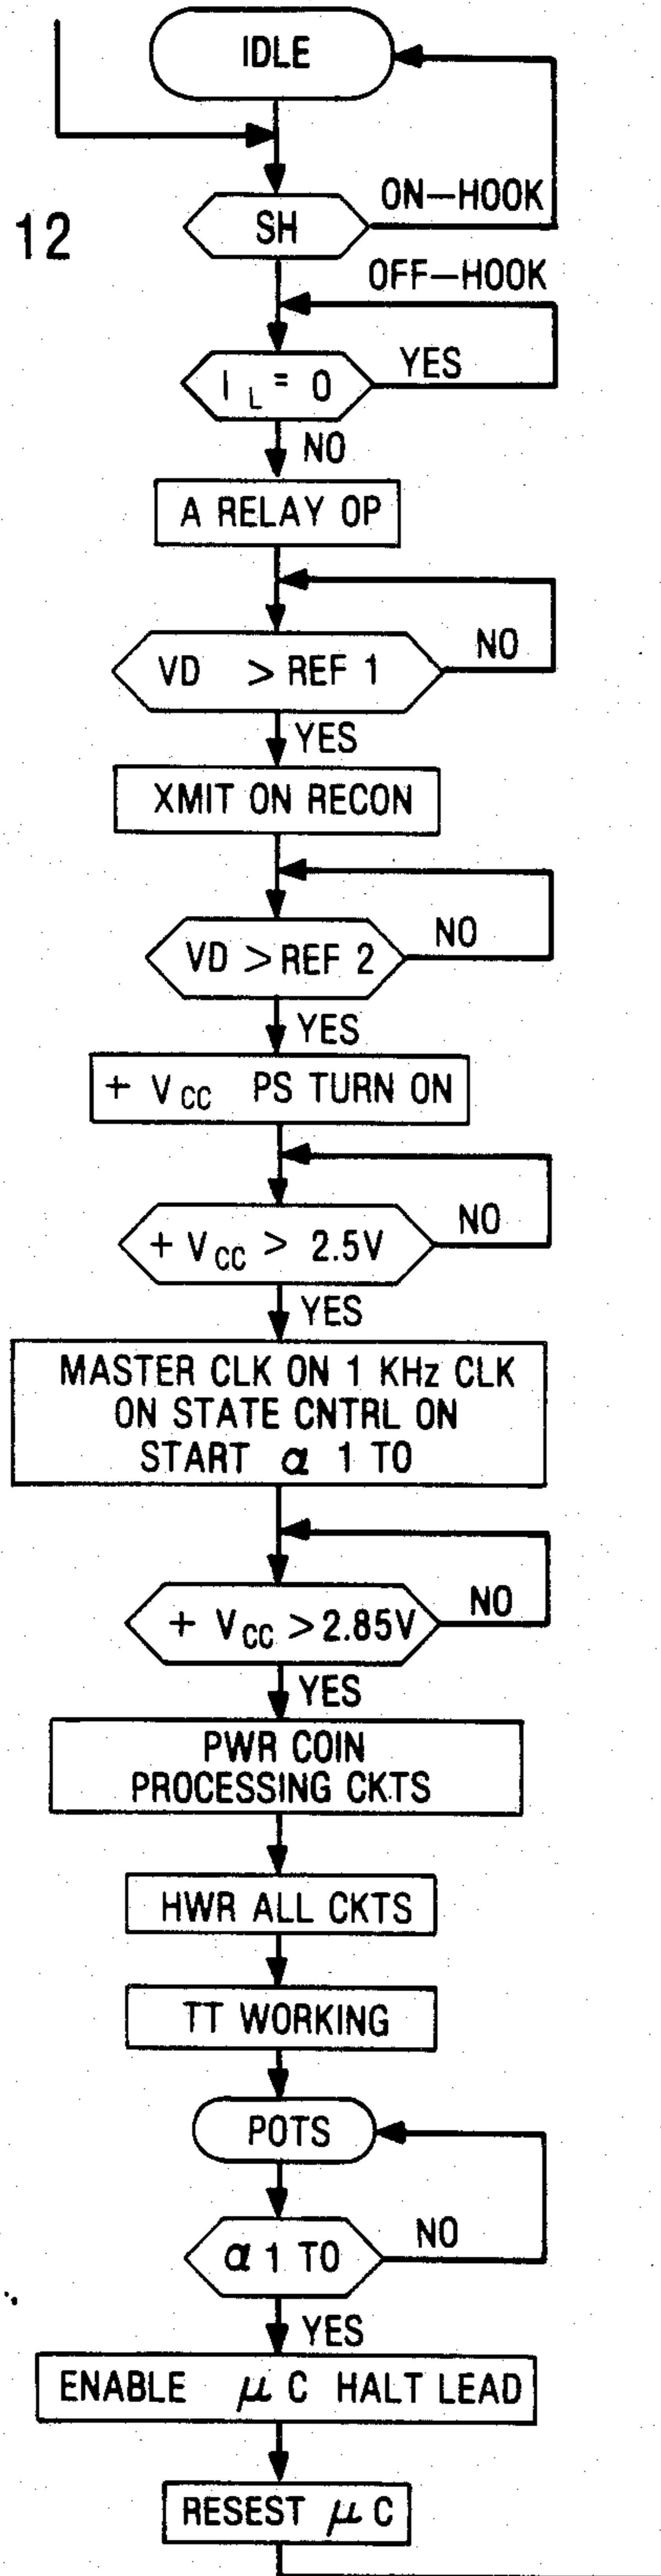 IDLE
ON-HOOK
12
SH
OFF-HOOK
I L = 0
YES
NO
A RELAY OP
VD > REF 1
NO
YES
XMIT ON RECON
VD > REF 2
NO
YES
+ VCC PS TURN ON
+ VCC > 2.5V
NO
YES
MASTER CLK ON 1 KHz CLK
ON STATE CNTRL ON
START α 1 TO
+ VCC > 2.85V
NO
YES
PWR COIN
PROCESSING CKTS
HWR ALL CKTS
TT WORKING
POTS
α 1 TO
NO
YES
ENABLE μ C HALT LEAD
RESEST μ C